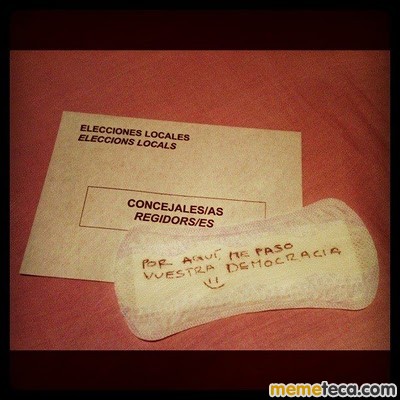 ELECCIONES LOCALES
ELECCIONS LOCALS
CONCEJALES/AS
REGIDORS/ES
POR AQUÍ, ME PASO
VUESTRA DEMOCRACIA
memeteca.com